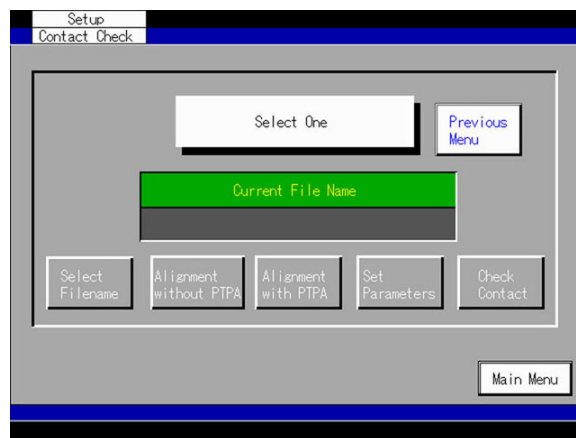 Setup
Contact Check
Select One
Previous
Menu
Current File Name
Select
Filename
Alignment
without PTPA
Alignment
with PTPA
Set
Parameters
Check
Contact
Main Menu